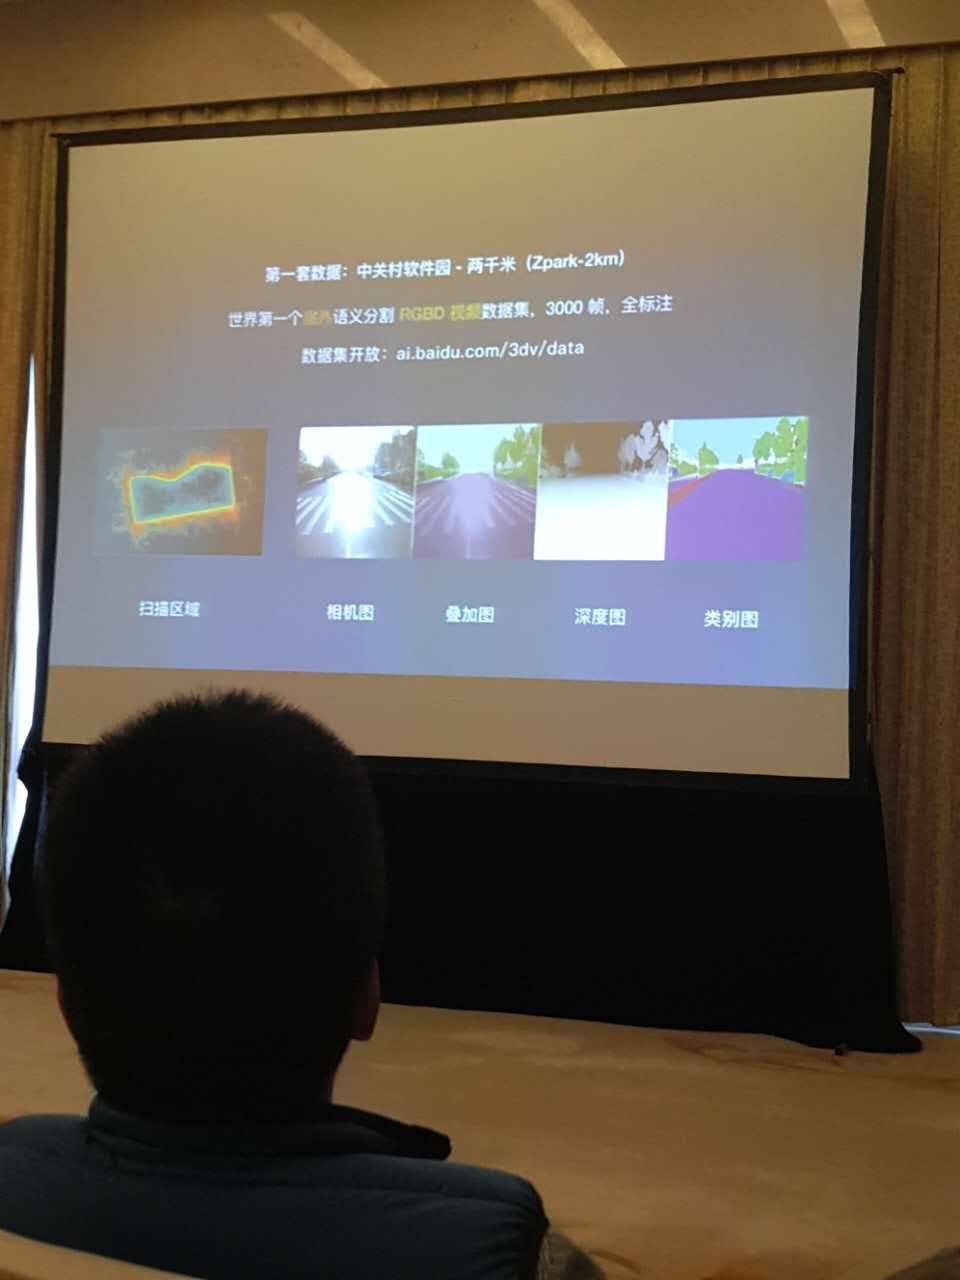 第一套数据：中关村软件园 - 两千米（Zpark-2km）
世界第一个 语义分割 RGBD 视频数据集，3000 帧，全标注
数据集开放：ai.baidu.com/3dv/data
扫描区域 相机图 叠加图 深度图 类别图